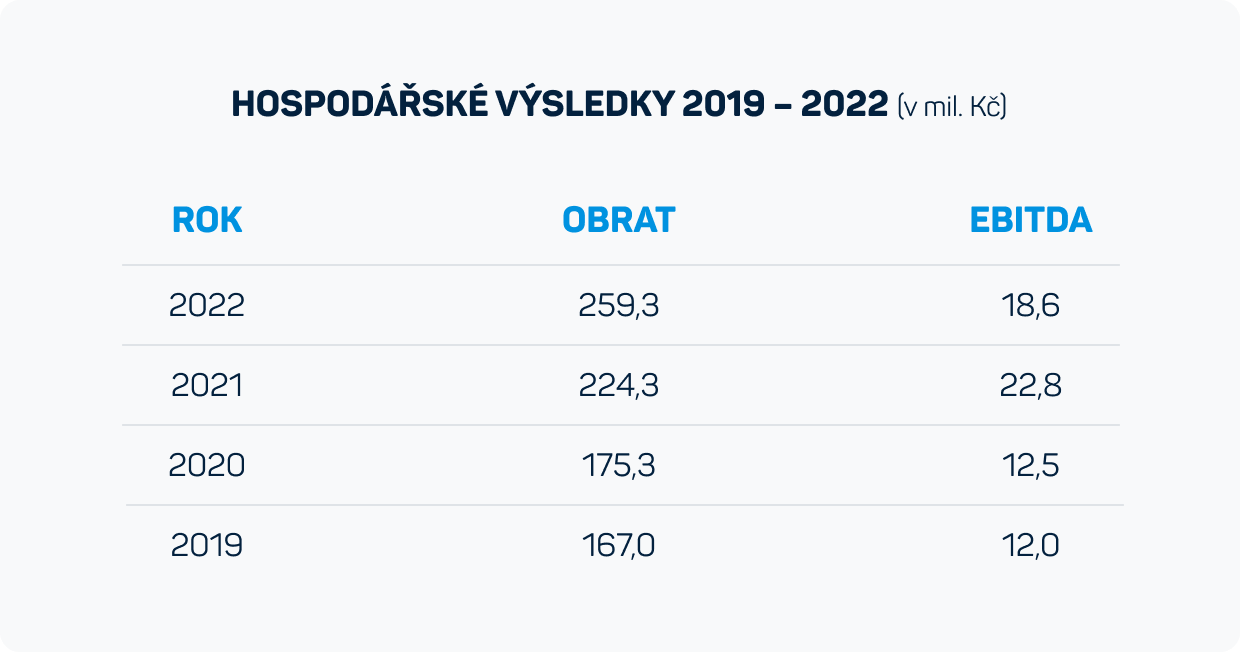 HOSPODÁŘSKÉ VÝSLEDKY 2019 – 2022 (v mil. Kč)
ROK OBRAT EBITDA
2022 259,3 18,6
2021 224,3 22,8
2020 175,3 12,5
2019 167,0 12,0